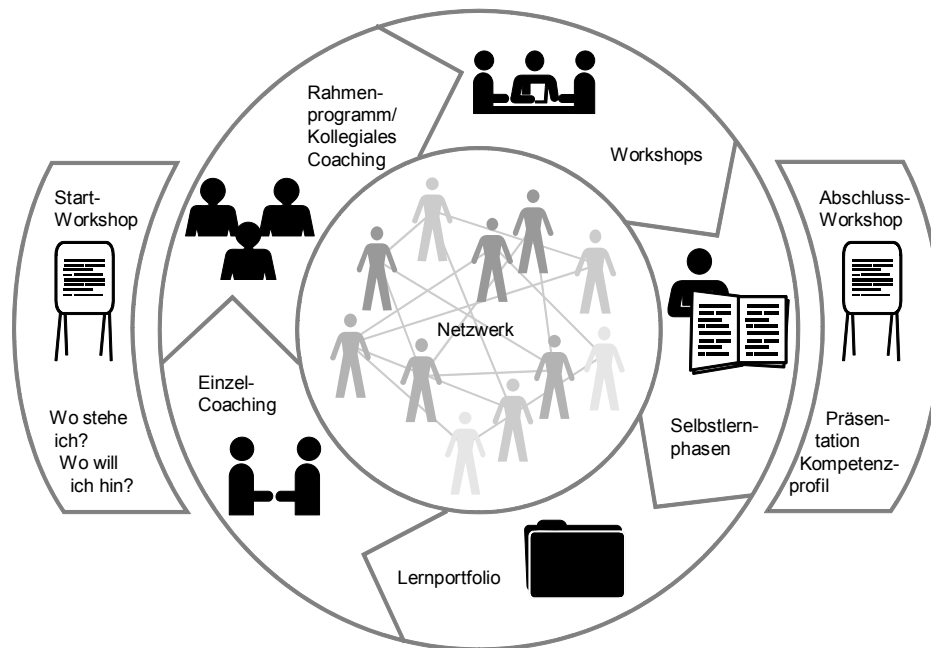 Start-
Workshop
Wo stehe
ich?
Wo will
ich hin?
Rahmen-
programm/
Kollegiales
Coaching
Workshops
Selbstlern-
phasen
Lernportfolio
Einzel-
Coaching
Netzwerk
Abschluss-
Workshop
Präsen-
tation
Kompetenz-
profil